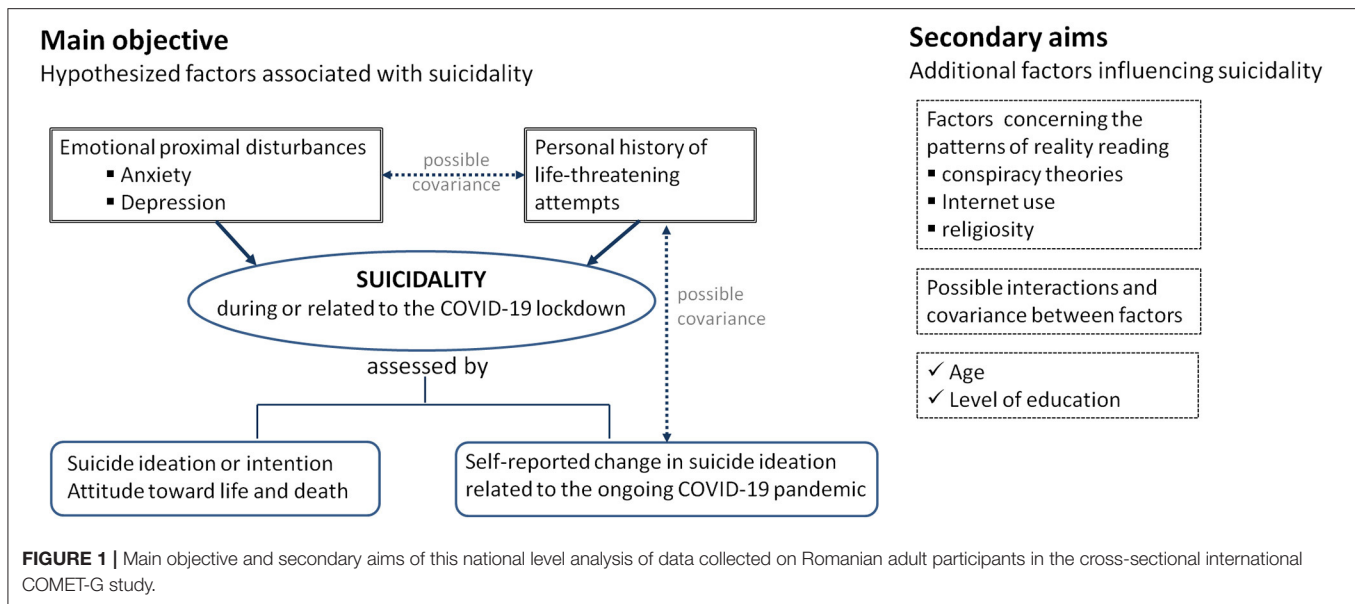 Main objective
Hypothesized factors associated with suicidality
Emotional proximal disturbances
▪ Anxiety
▪ Depression
possible
covariance
Personal history of
life-threatening
attempts
SUICIDALITY
during or related to the COVID-19 lockdown
possible
covariance
assessed by
Suicide ideation or intention
Attitude toward life and death
Self-reported change in suicide ideation
related to the ongoing COVID-19 pandemic
Secondary aims
Additional factors influencing suicidality
Factors concerning the
patterns of reality reading
▪ conspiracy theories
▪ Internet use
▪ religiosity
Possible interactions and
covariance between factors
✓ Age
✓ Level of education
FIGURE 1 | Main objective and secondary aims of this national level analysis of data collected on Romanian adult participants in the cross-sectional international
COMET-G study.